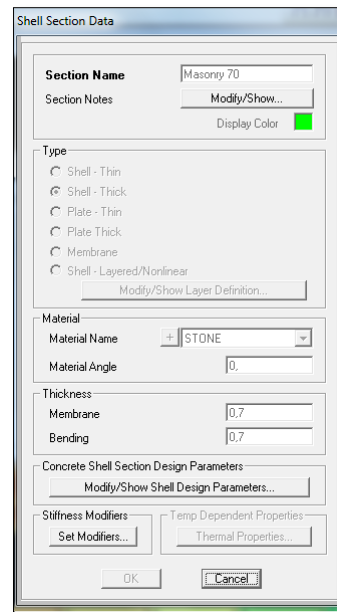 Shell Section Data
Section Name Masonry 70
Section Notes Modify/Show...
Display Color
Type
Shell - Thin
Shell - Thick
Plate - Thin
Plate Thick
Membrane
Shell - Layered/Nonlinear
Modify/Show Layer Definition...
Material
Material Name + STONE
Material Angle 0,
Thickness
Membrane 0,7
Bending 0,7
Concrete Shell Section Design Parameters
Modify/Show Shell Design Parameters...
Stiffness Modifiers Temp Dependent Properties
Set Modifiers... Thermal Properties...
OK Cancel